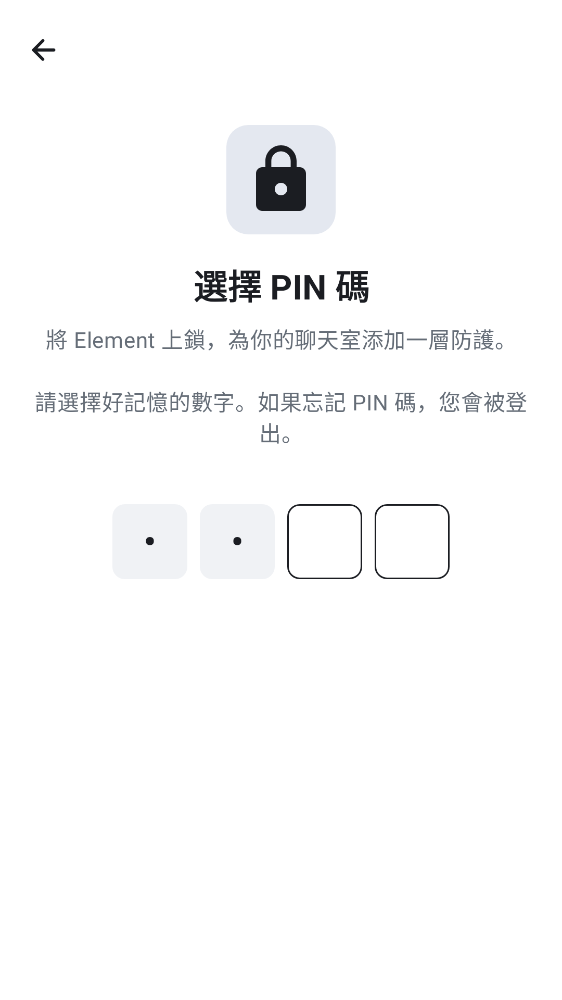 選擇 PIN 碼
將 Element 上鎖，為你的聊天室添加一層防護。
請選擇好記憶的數字。如果忘記 PIN 碼，您會被登
出。